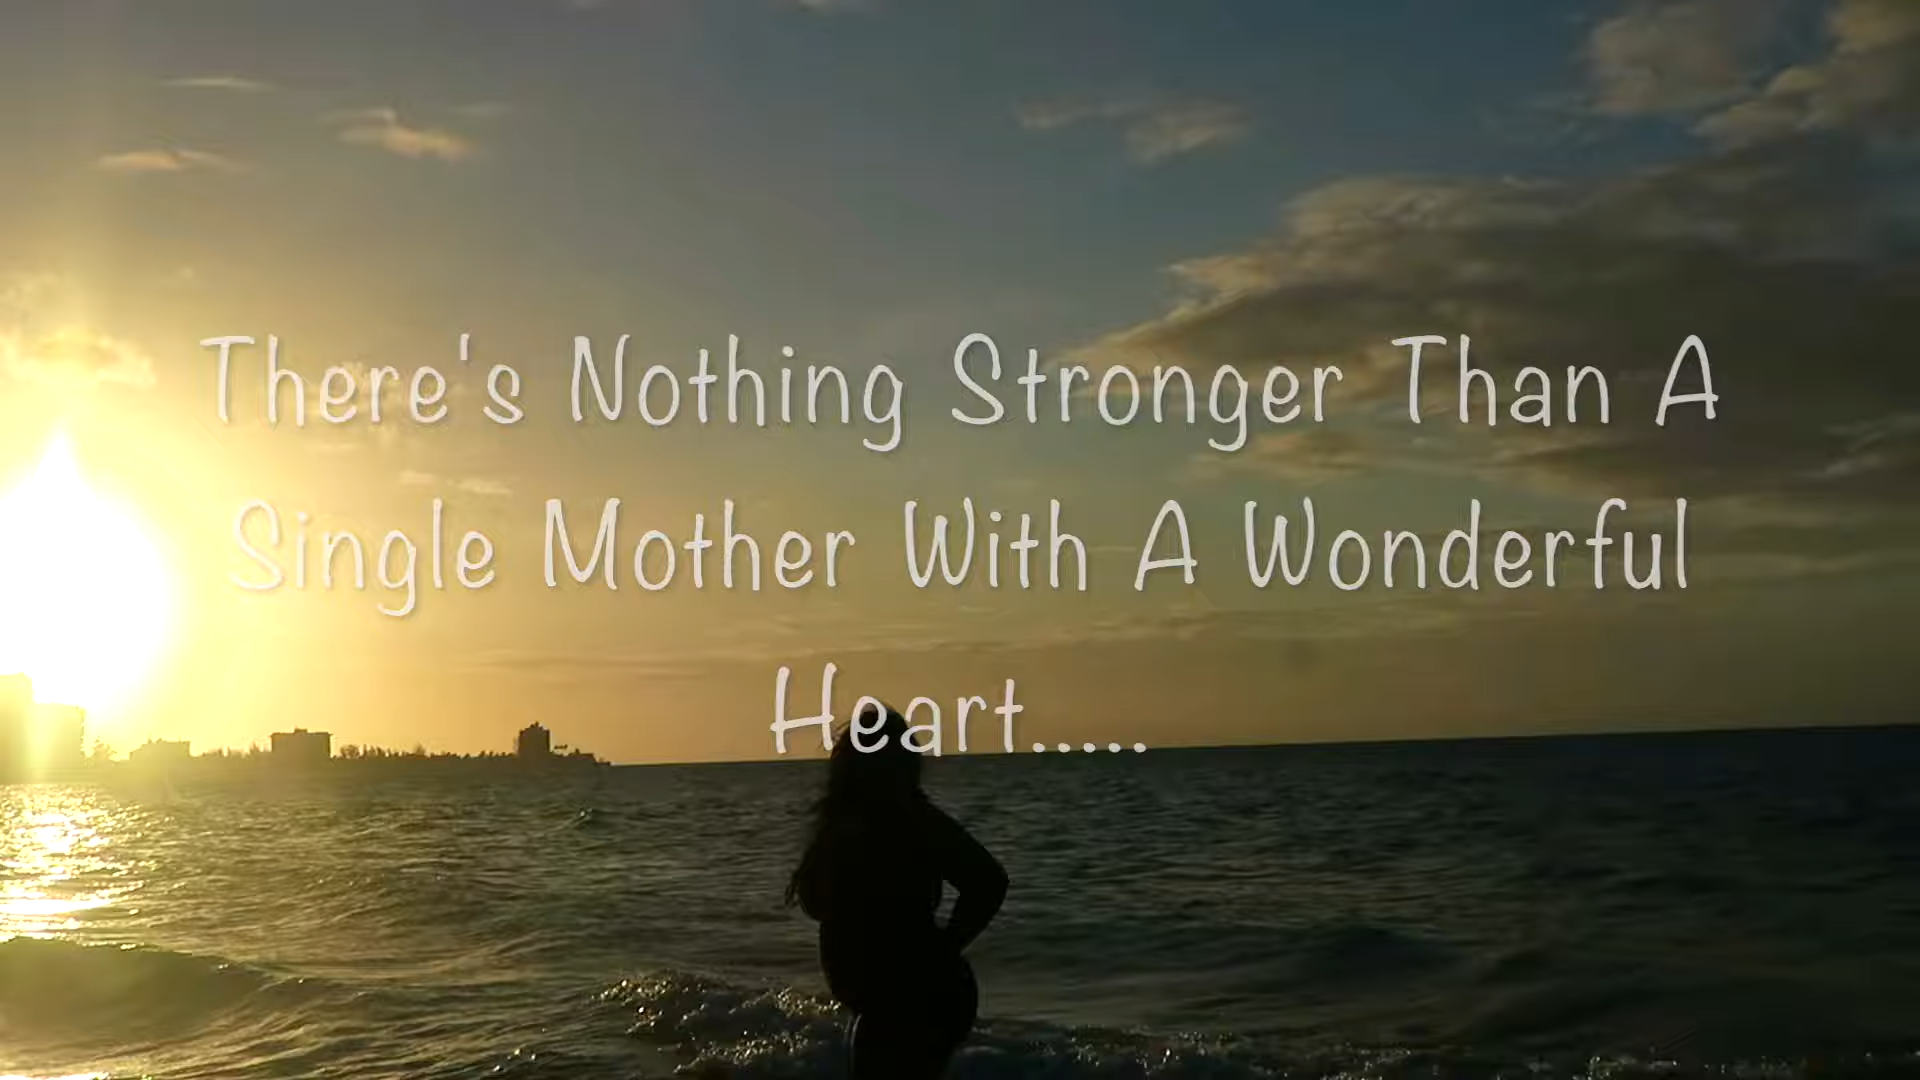 There's Nothing Stronger Than A
Single Mother With A Wonderful
Heart.....